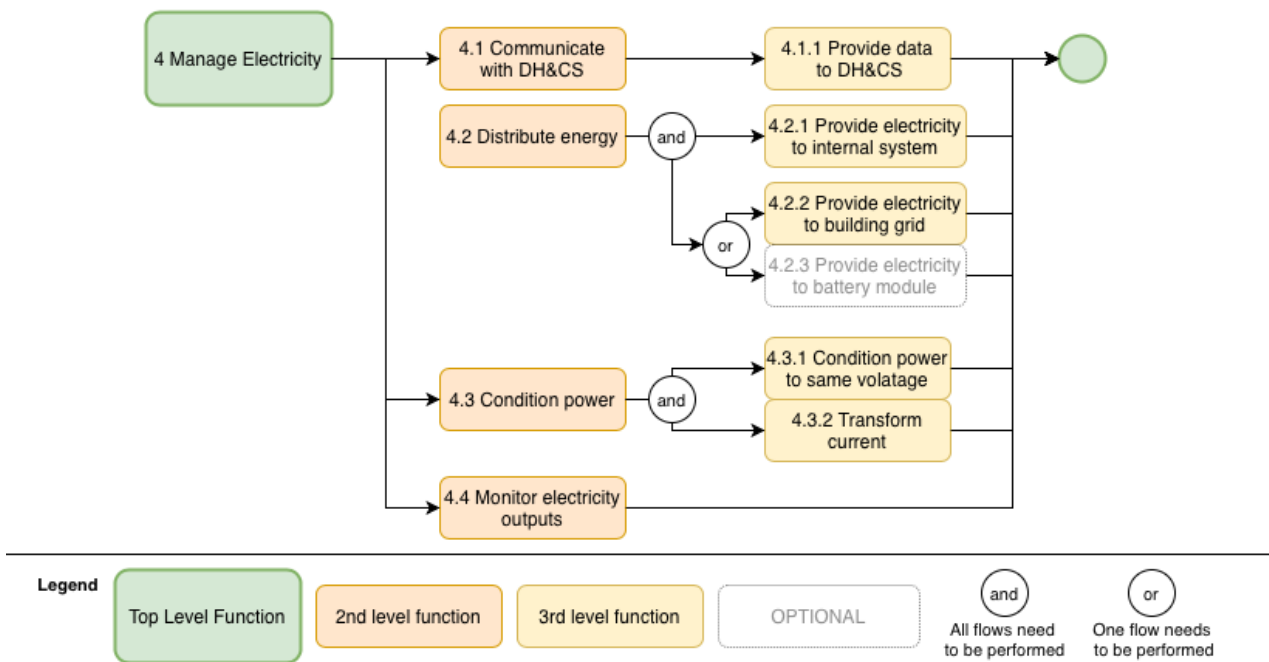 4 Manage Electricity
4.1 Communicate
with DH&CS
4.1.1 Provide data
to DH&CS
4.2 Distribute energy
and
4.2.1 Provide electricity
to internal system
or
4.2.2 Provide electricity
to building grid
4.2.3 Provide electricity
to battery module
4.3 Condition power
and
4.3.1 Condition power
to same volatage
4.3.2 Transform
current
4.4 Monitor electricity
outputs
Legend
Top Level Function
2nd level function
3rd level function
OPTIONAL
and
All flows need
to be performed
or
One flow needs
to be performed